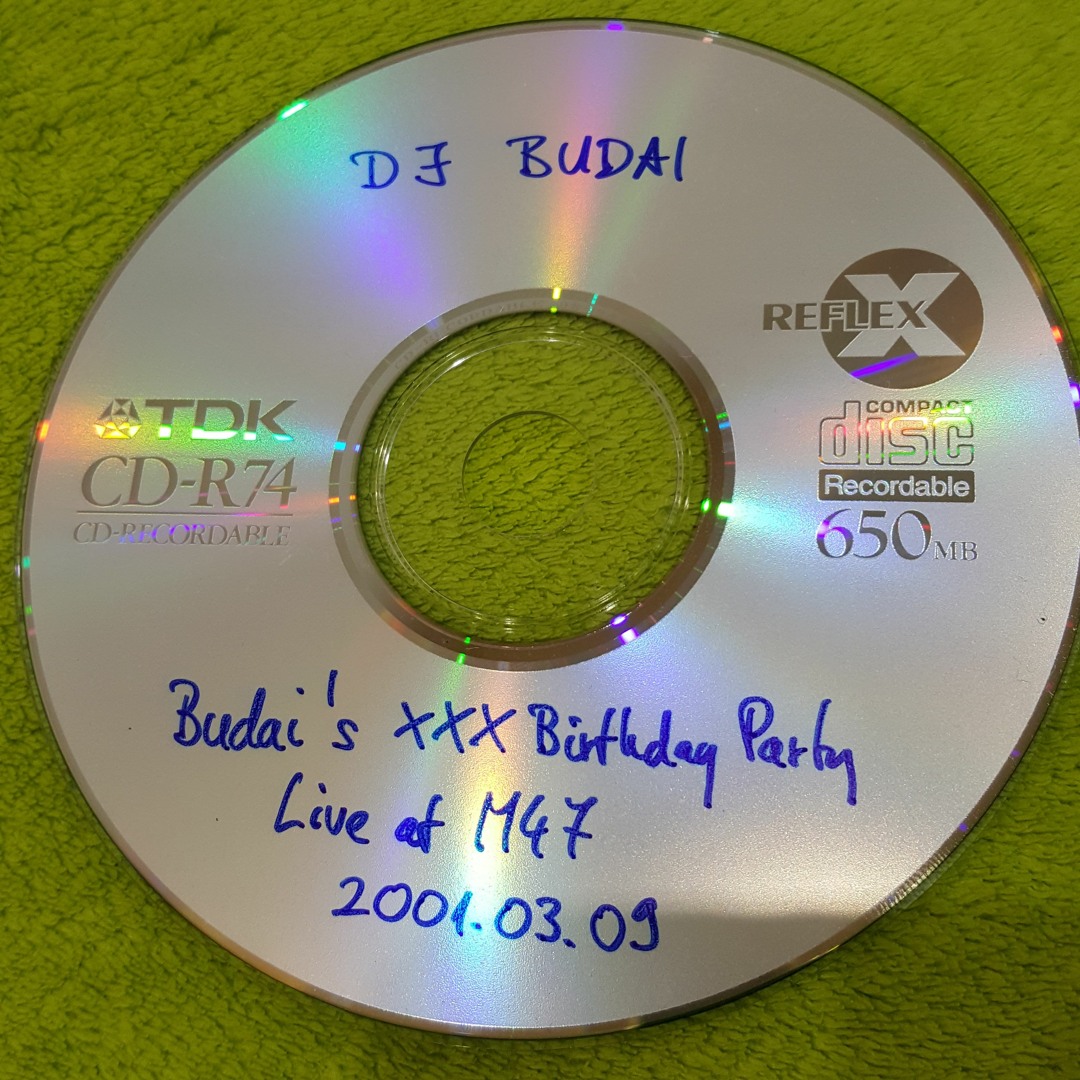 DJ BUDAI
REFLEX
X
TDK
CD-R74
CD-RECORDABLE
COMPACT
disc
Recordable
650MB
Budai's XXX Birthday Party
Live at M47
2001.03.09